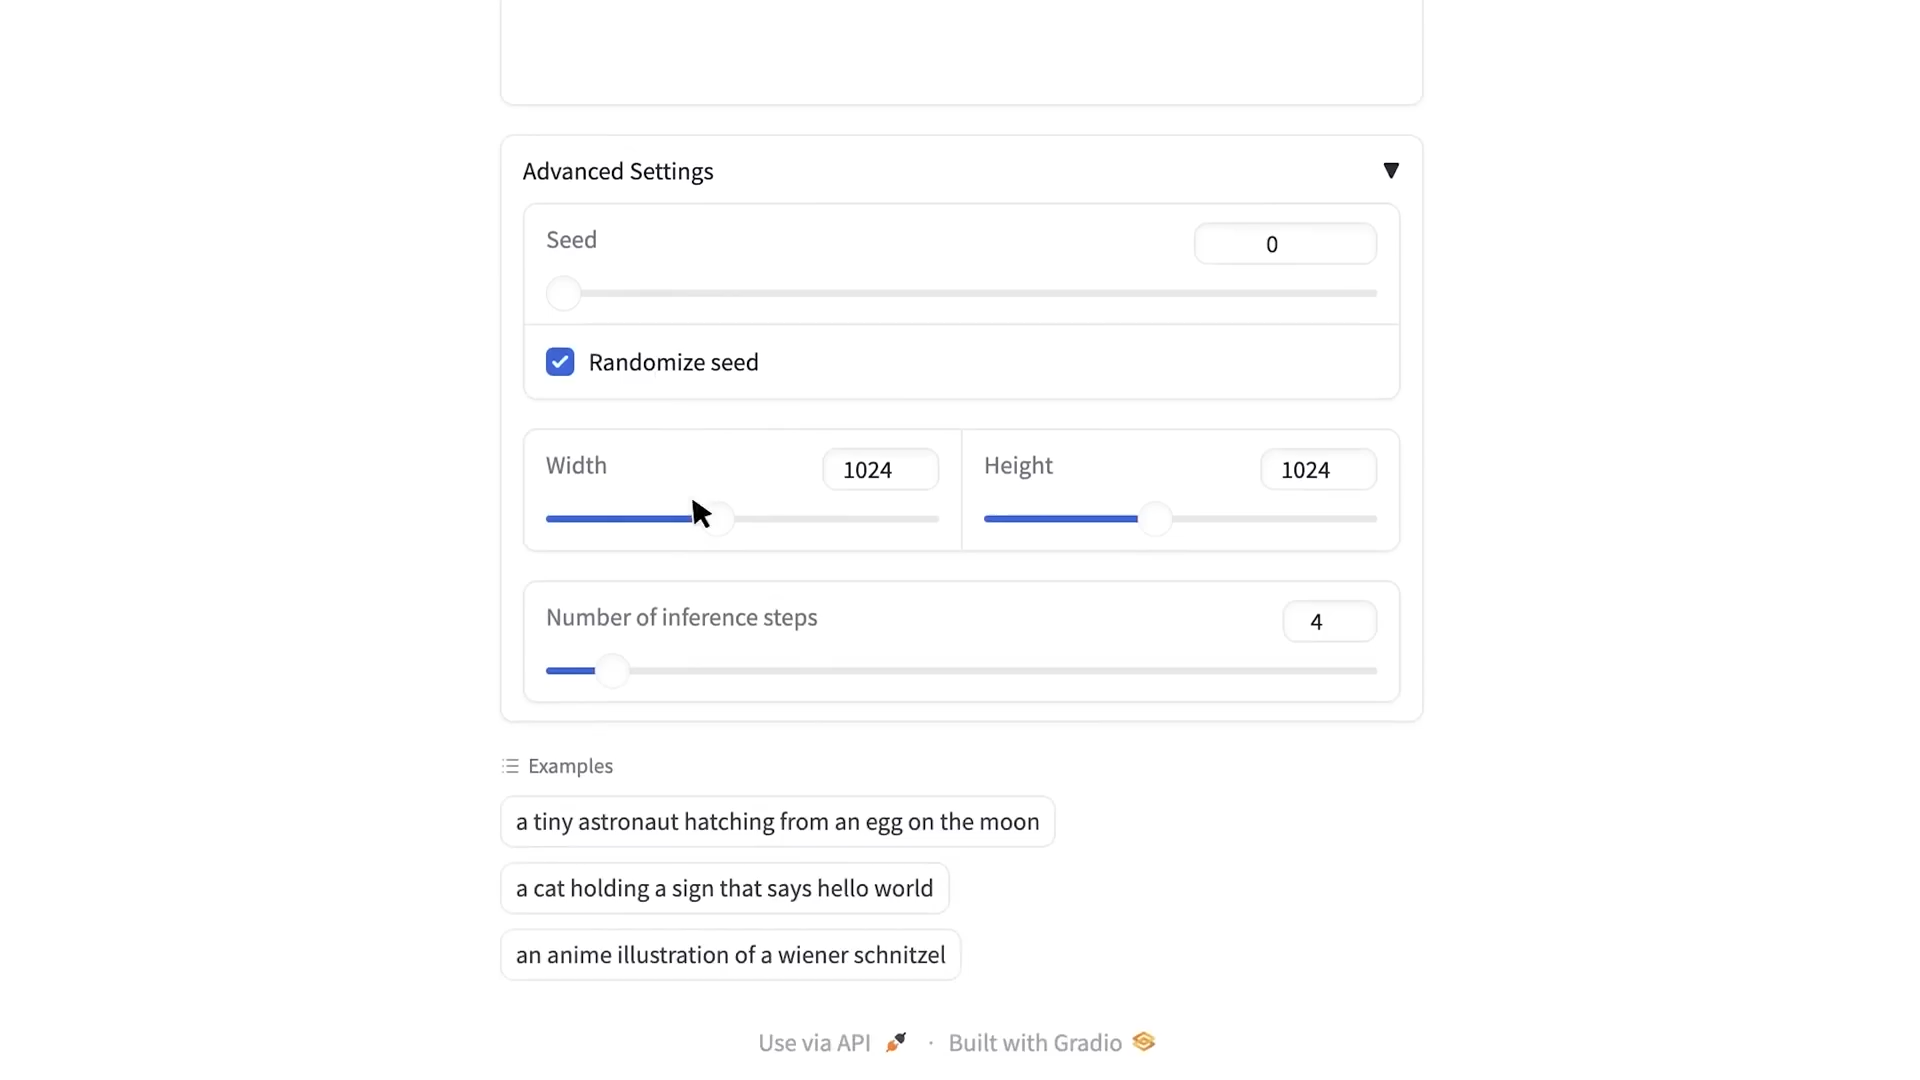 Advanced Settings ▼
Seed 0
Randomize seed
Width 1024 Height 1024
Number of inference steps 4
Examples
a tiny astronaut hatching from an egg on the moon
a cat holding a sign that says hello world
an anime illustration of a wiener schnitzel
Use via API · Built with Gradio